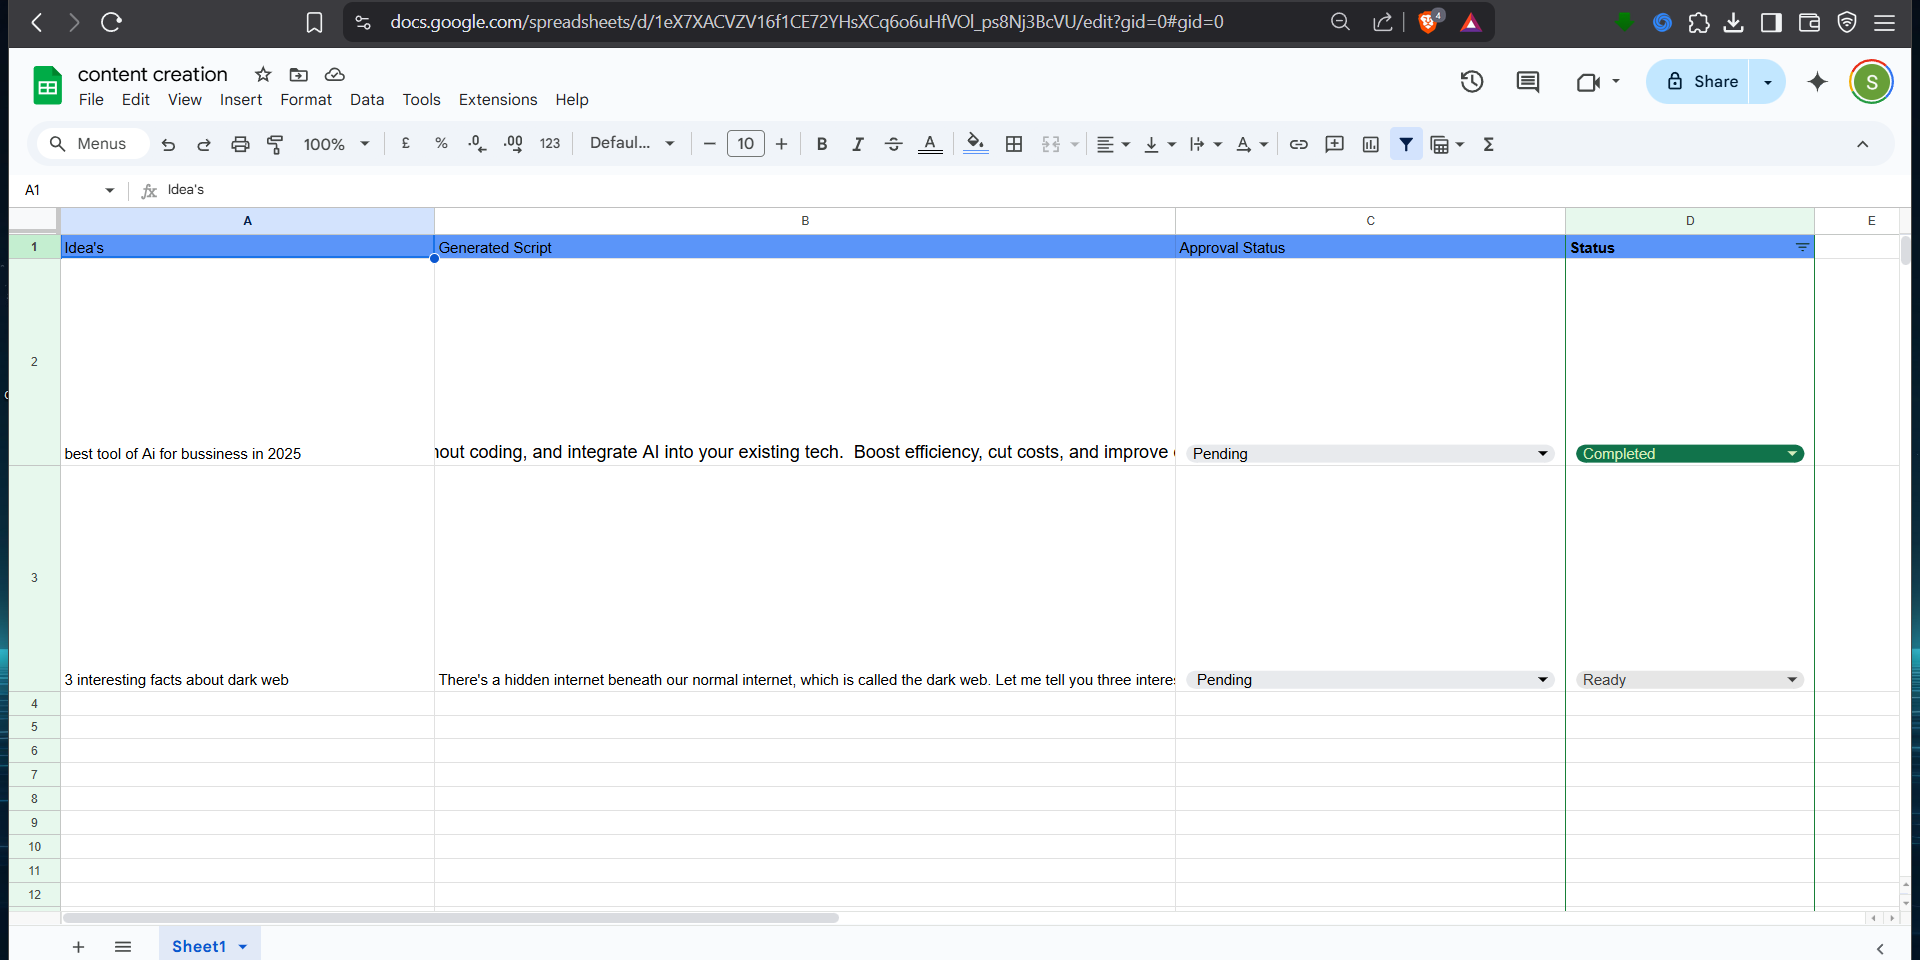 docs.google.com/spreadsheets/d/1eX7XACVZV16f1CE72YHsXCq6o6uHfVOl_ps8Nj3BcVU/edit?gid=0#gid=0
4
content creation
File Edit View Insert Format Data Tools Extensions Help
Share
S
Menus
100%
£ % .0 .00 123
Defaul...
10
B I A
A
Σ
A1
fx Idea's
A B C D E
1 Idea's Generated Script Approval Status Status
2 best tool of Ai for bussiness in 2025 out coding, and integrate AI into your existing tech.  Boost efficiency, cut costs, and improve Pending Completed
3 3 interesting facts about dark web There's a hidden internet beneath our normal internet, which is called the dark web. Let me tell you three intere Pending Ready
4
5
6
7
8
9
10
11
12
Sheet1